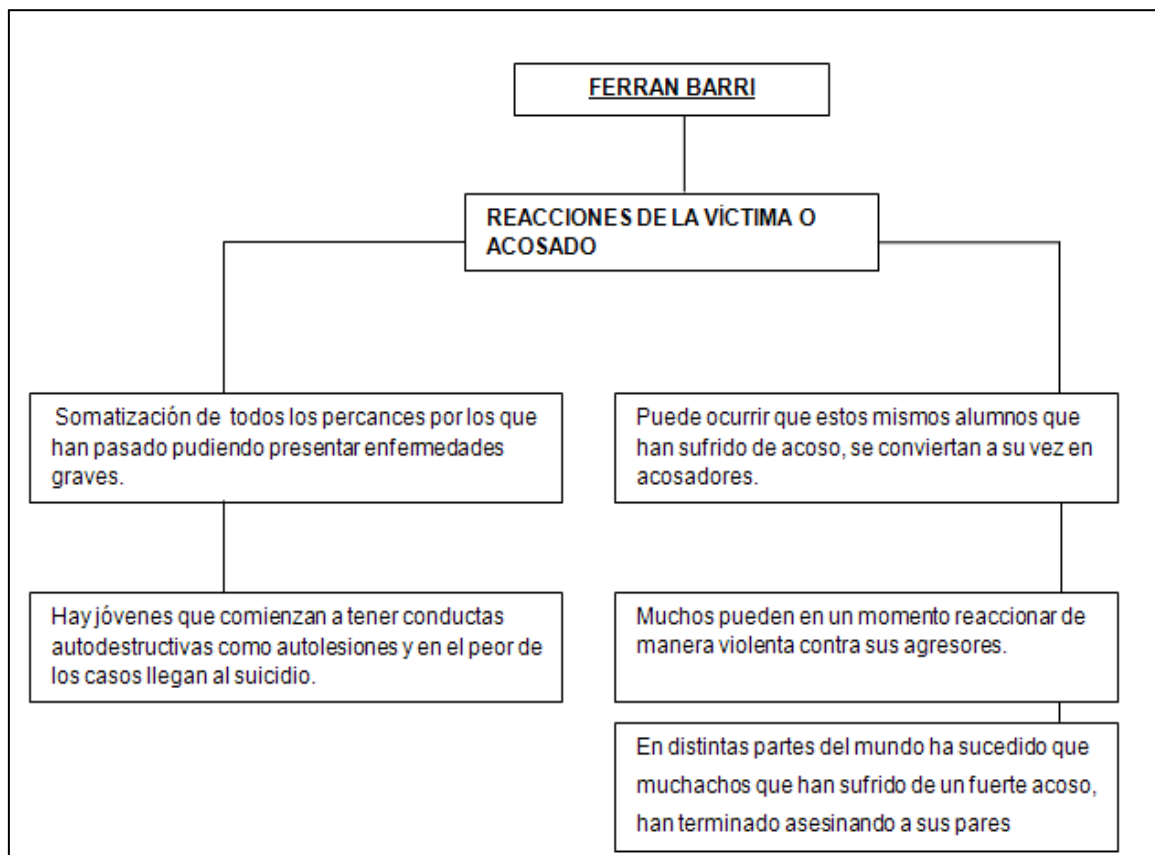 FERRAN BARRI
REACCIONES DE LA VÍCTIMA O
ACOSADO
Somatización de todos los percances por los que
han pasado pudiendo presentar enfermedades
graves.
Puede ocurrir que estos mismos alumnos que
han sufrido de acoso, se conviertan a su vez en
acosadores.
Hay jóvenes que comienzan a tener conductas
autodestructivas como autolesiones y en el peor de
los casos llegan al suicidio.
Muchos pueden en un momento reaccionar de
manera violenta contra sus agresores.
En distintas partes del mundo ha sucedido que
muchachos que han sufrido de un fuerte acoso,
han terminado asesinando a sus pares